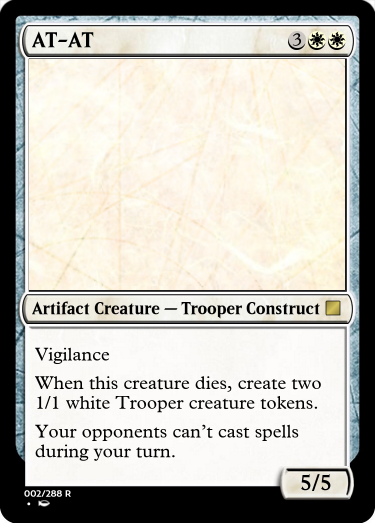 AT-AT 3
Artifact Creature — Trooper Construct
Vigilance
When this creature dies, create two
1/1 white Trooper creature tokens.
Your opponents can't cast spells
during your turn.
5/5
002/288 R